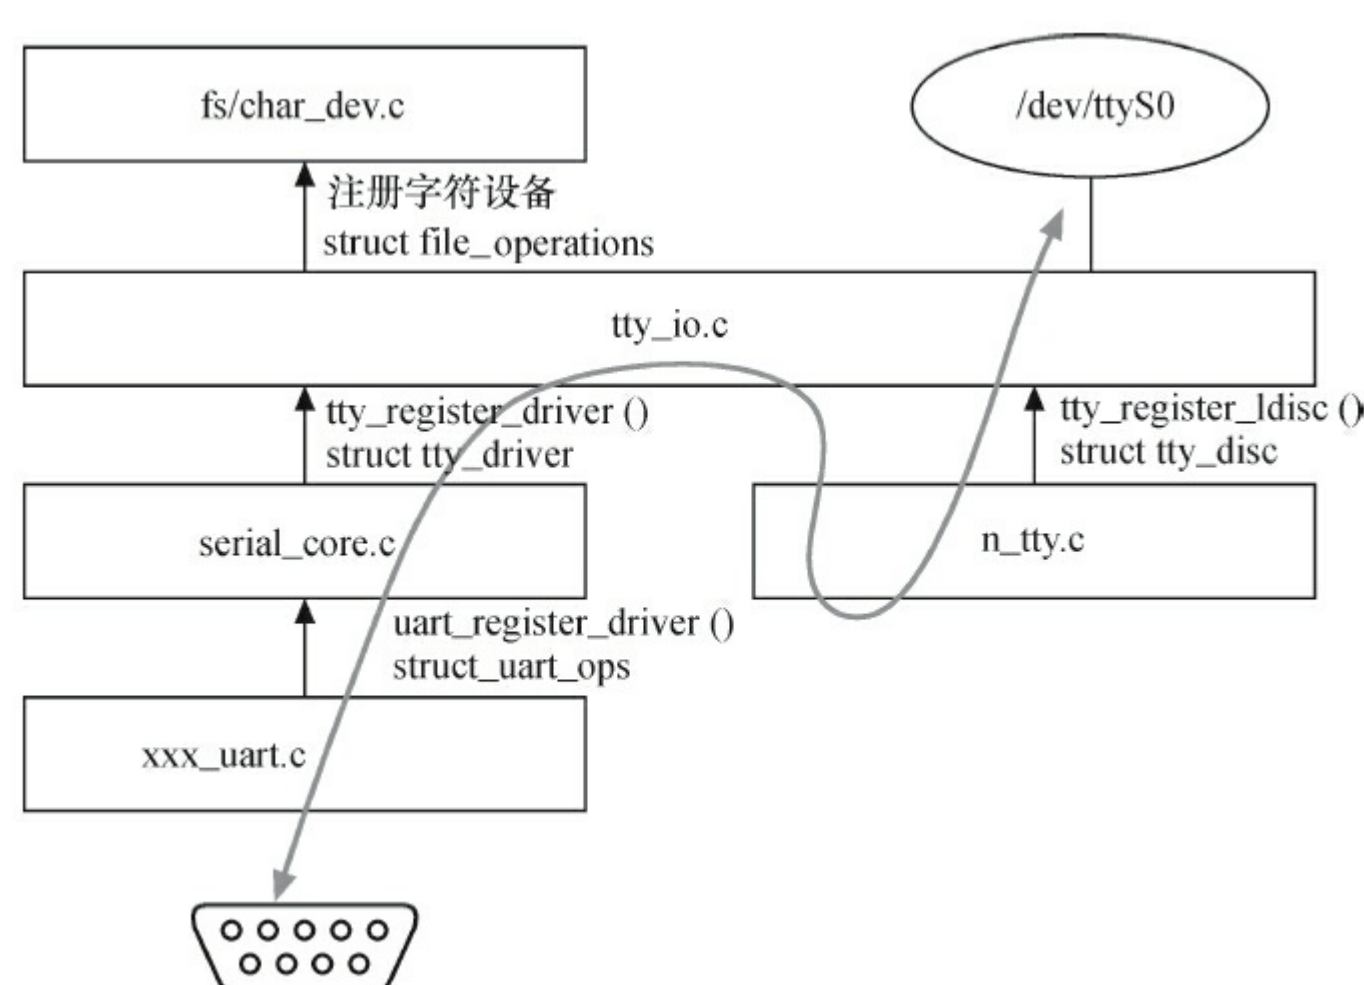 fs/char_dev.c
/dev/ttyS0
注册字符设备
struct file_operations
tty_io.c
tty_register_driver ()
struct tty_driver
tty_register_ldisc ()
struct tty_disc
serial_core.c
n_tty.c
uart_register_driver ()
struct_uart_ops
xxx_uart.c